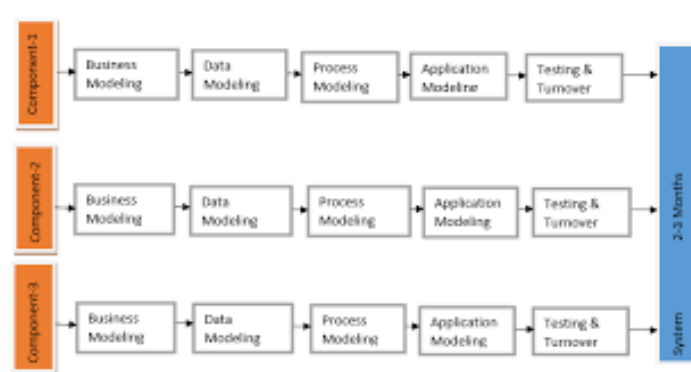 Component-1
Business
Modeling
Data
Modeling
Process
Modeling
Application
Modeling
Testing &
Turnover
Component-2
Business
Modeling
Data
Modeling
Process
Modeling
Application
Modeling
Testing &
Turnover
Component-3
Business
Modeling
Data
Modeling
Process
Modeling
Application
Modeling
Testing &
Turnover
System
2-3 Months